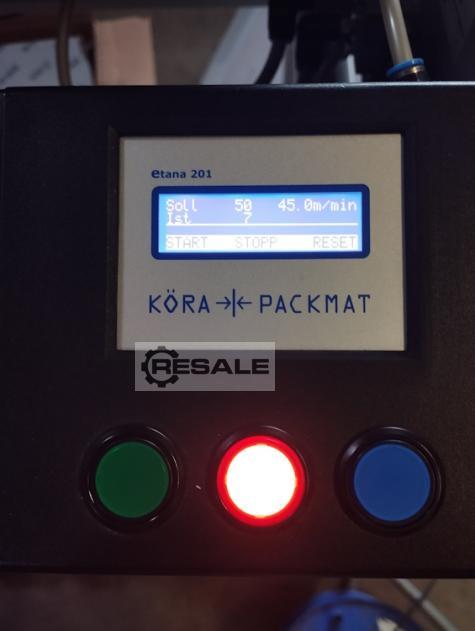 etana 201
Soll 50 45.0m/min
Ist 7
START STOPP RESET
KÖRA PACKMAT
RESALE